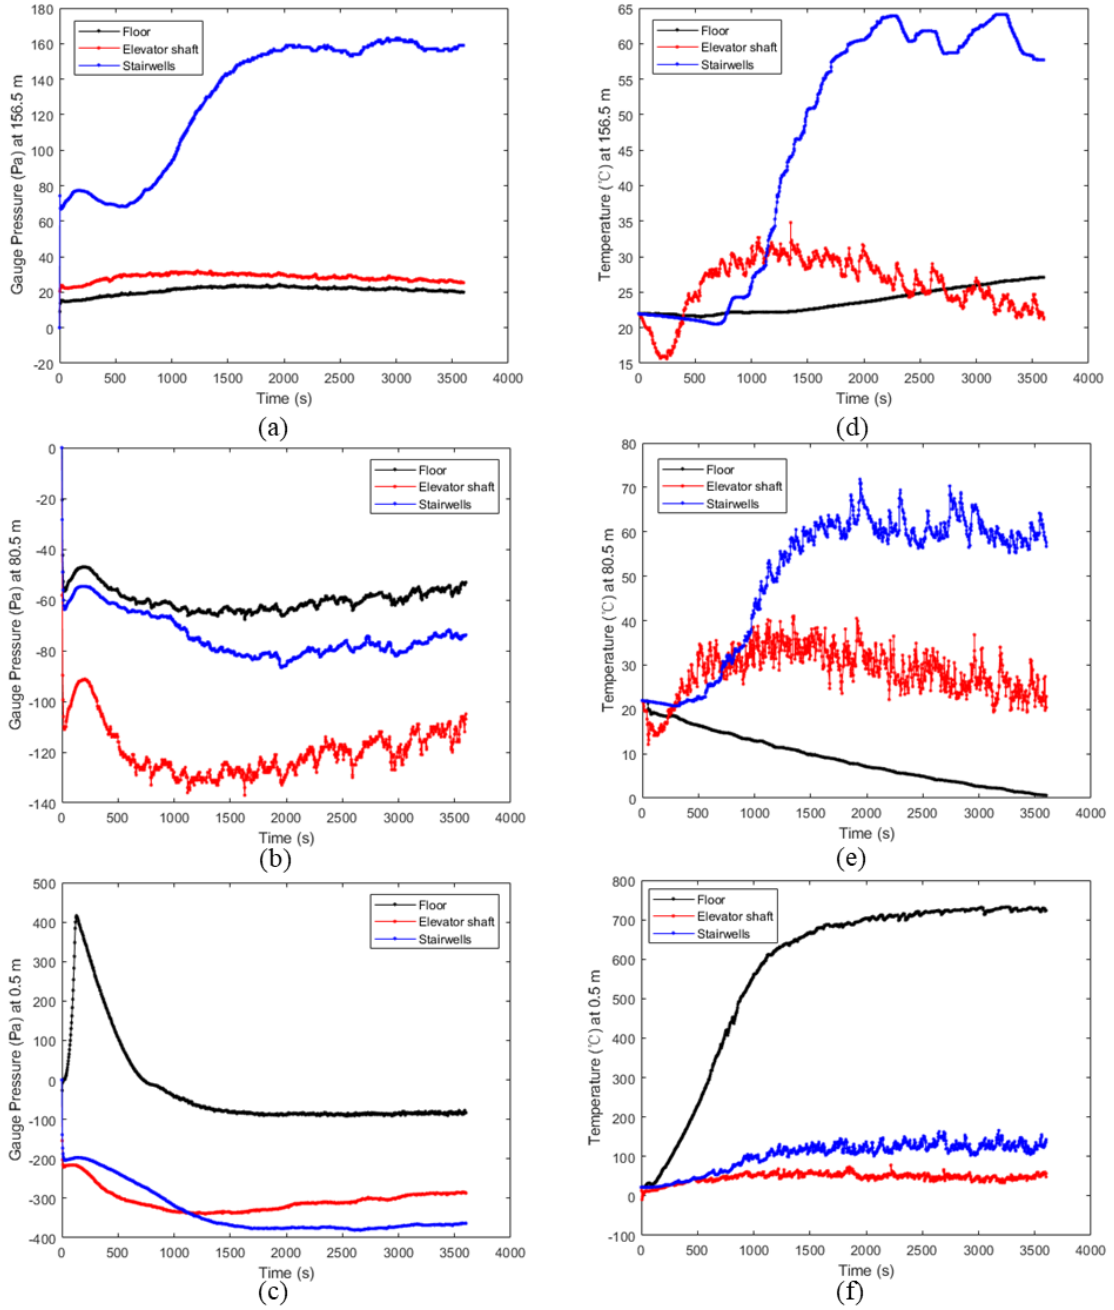 Gauge Pressure (Pa) at 156.5 m
180
160
140
120
100
80
60
40
20
0
-20
Floor
Elevator shaft
Stairwells
0 500 1000 1500 2000 2500 3000 3500 4000
Time (s)
(a)
Temperature (℃) at 156.5 m
65
60
55
50
45
40
35
30
25
20
15
Floor
Elevator shaft
Stairwells
0 500 1000 1500 2000 2500 3000 3500 4000
Time (s)
(d)
Gauge Pressure (Pa) at 80.5 m
0
-20
-40
-60
-80
-100
-120
-140
Floor
Elevator shaft
Stairwells
0 500 1000 1500 2000 2500 3000 3500 4000
Time (s)
(b)
Temperature (℃) at 80.5 m
80
70
60
50
40
30
20
10
0
Floor
Elevator shaft
Stairwells
0 500 1000 1500 2000 2500 3000 3500 4000
Time (s)
(e)
Gauge Pressure (Pa) at 0.5 m
500
400
300
200
100
0
-100
-200
-300
-400
Floor
Elevator shaft
Stairwells
0 500 1000 1500 2000 2500 3000 3500 4000
Time (s)
(c)
Temperature (℃) at 0.5 m
800
700
600
500
400
300
200
100
0
-100
Floor
Elevator shaft
Stairwells
0 500 1000 1500 2000 2500 3000 3500 4000
Time (s)
(f)